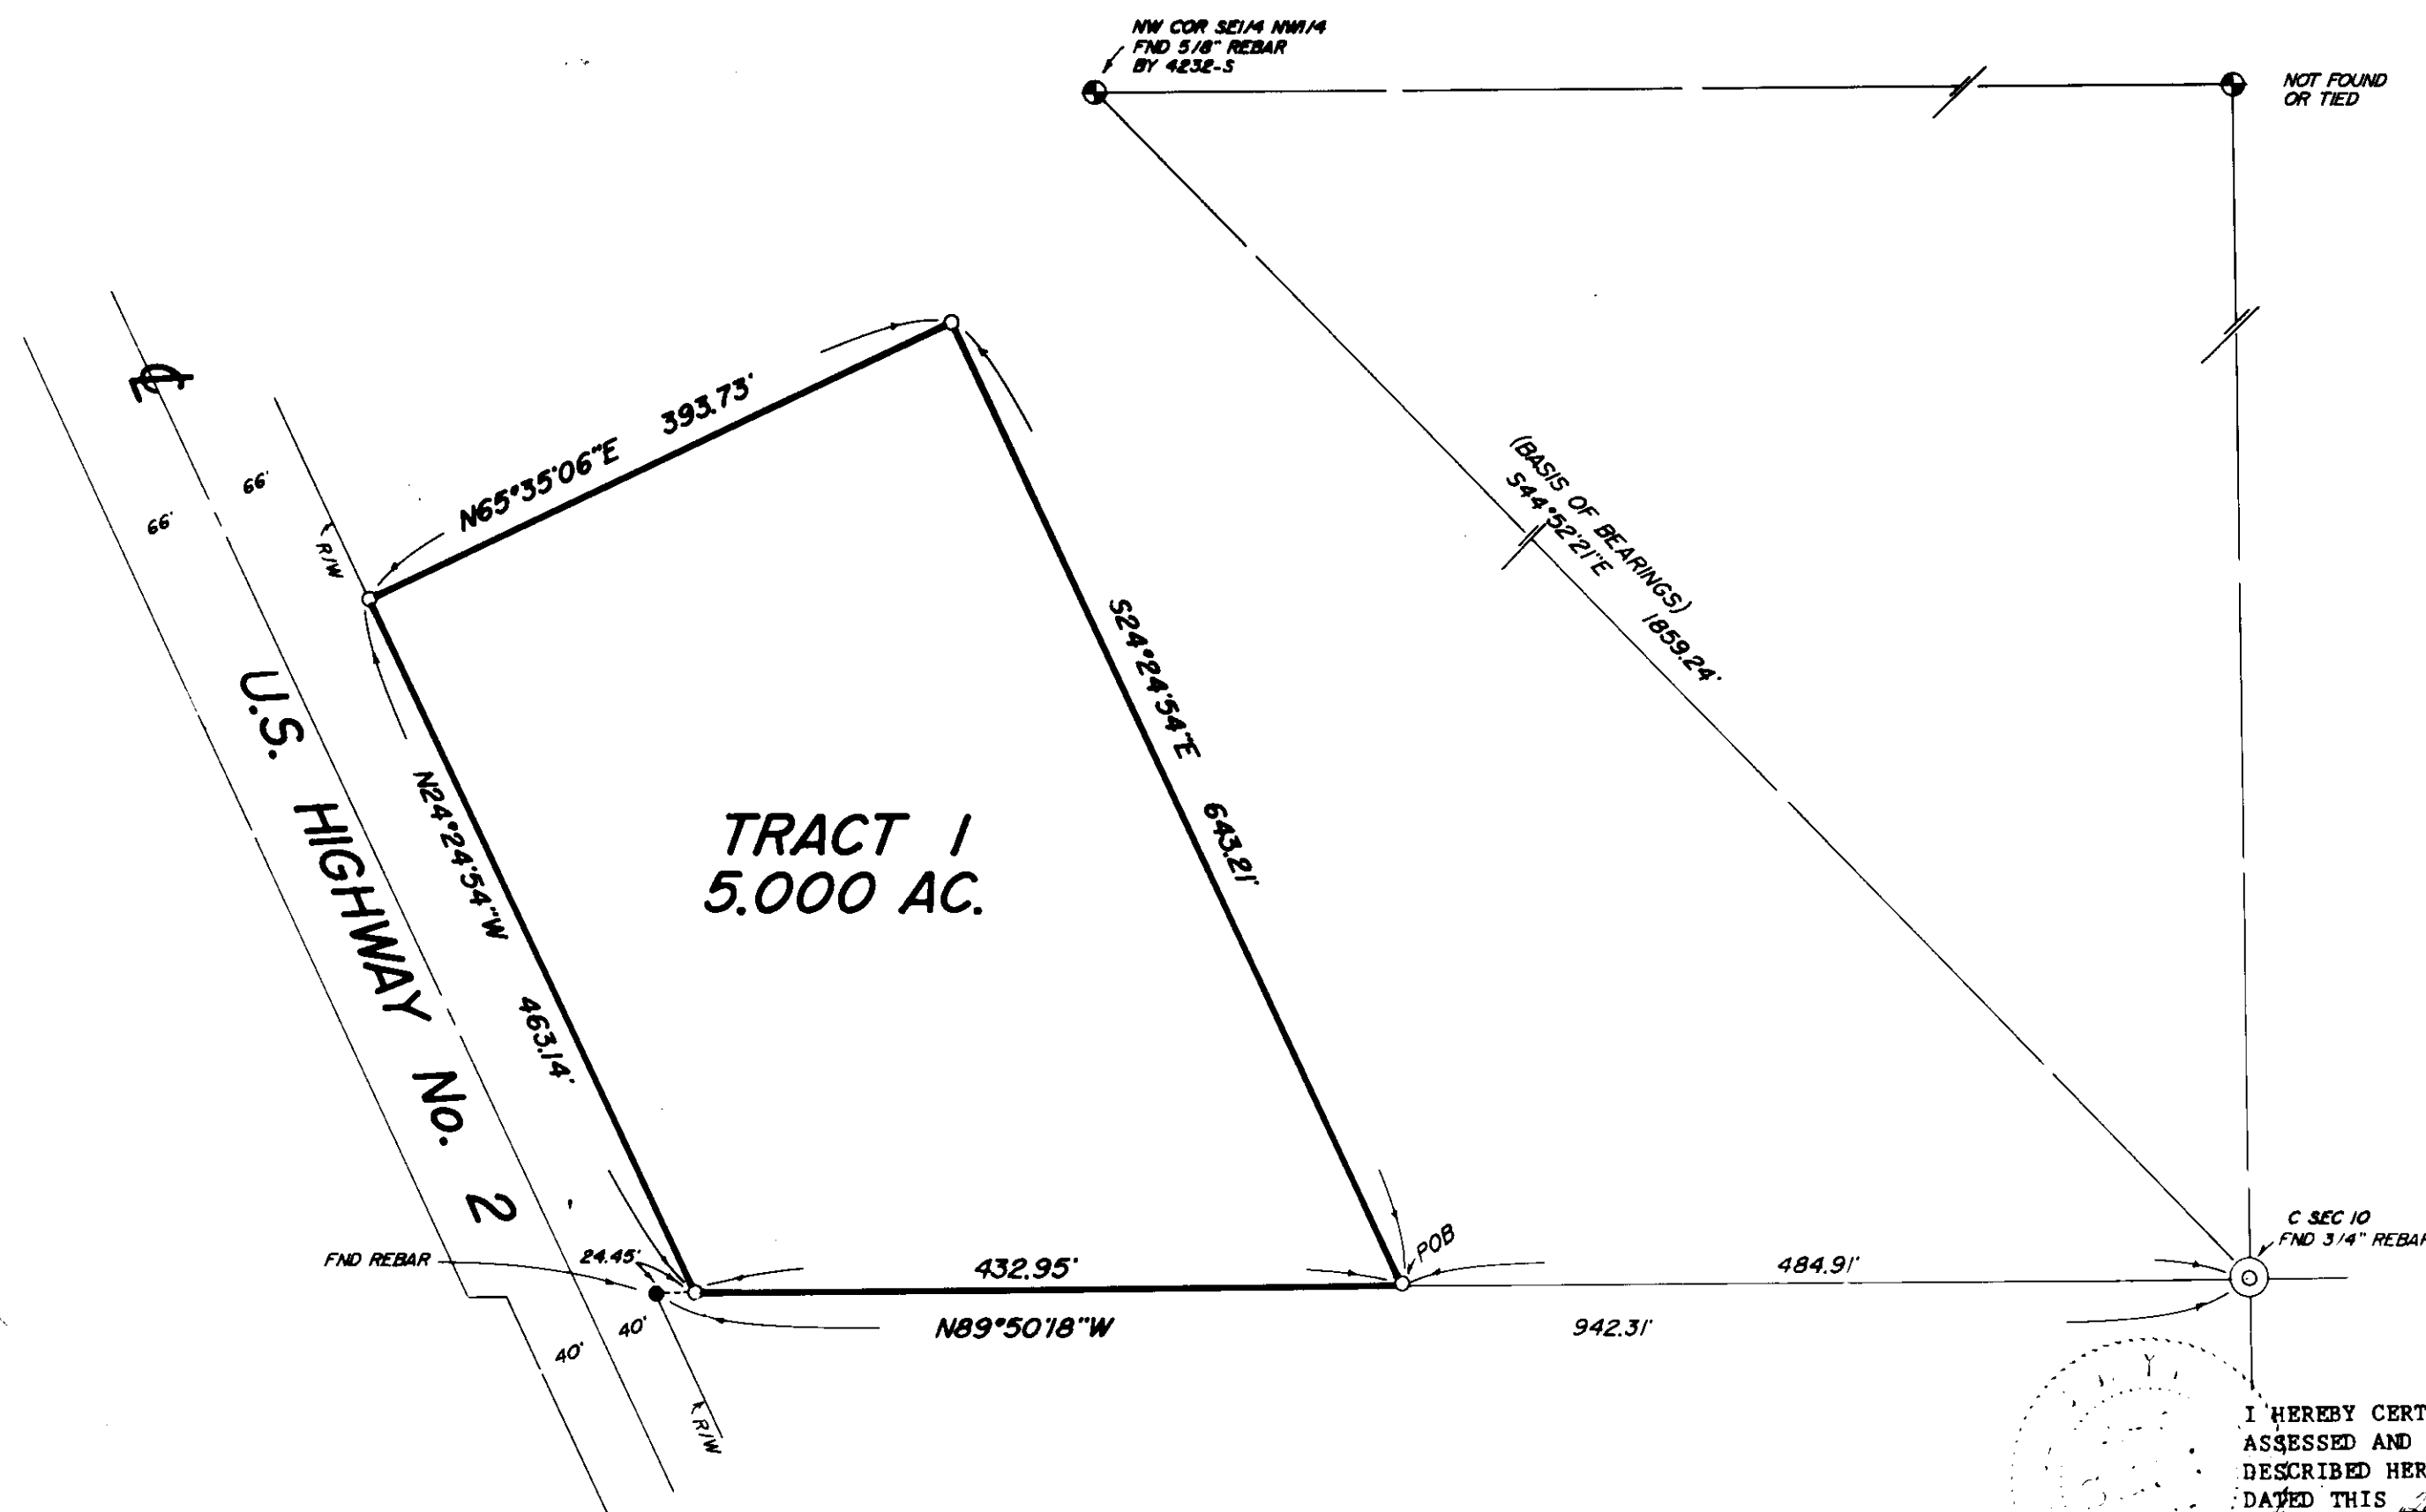 NW COR SE1/4 NW1/4
FND 5/8" REBAR
BY 4232-S
NOT FOUND
OR TIED
℄
66'
66'
R/W
N65°35'06"E 393.73'
(BASIS OF BEARINGS)
S44°52'21"E 1859.24'
S24°24'54"E 643.21'
U.S. HIGHWAY No. 2
N24°24'54"W 463.14'
TRACT 1
5.000 AC.
FND REBAR
24.45'
432.95'
POB
484.91'
C SEC 10
FND 3/4" REBAR
N89°50'18"W
942.31'
40'
40'
R/W
I HEREBY CERT
ASSESSED AND
DESCRIBED HER
DATED THIS